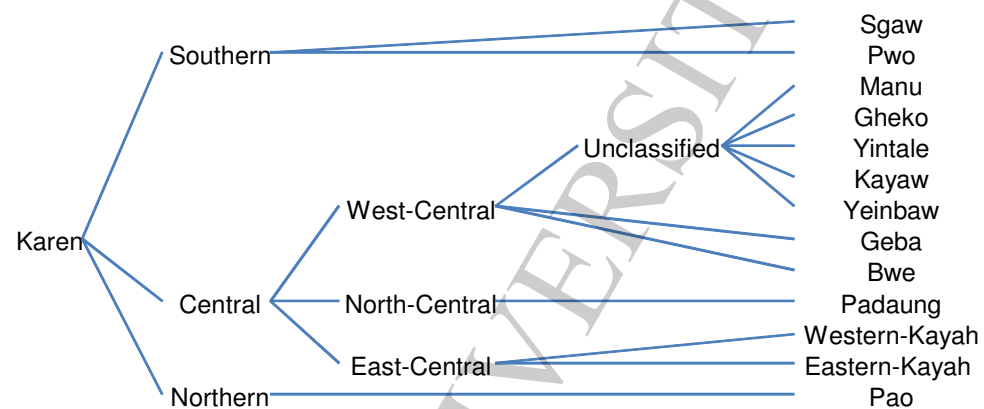 Sgaw
Southern
Pwo
Manu
Gheko
Unclassified
Yintale
Kayaw
West-Central
Yeinbaw
Karen
Geba
Bwe
Central
North-Central
Padaung
Western-Kayah
East-Central
Eastern-Kayah
Northern
Pao